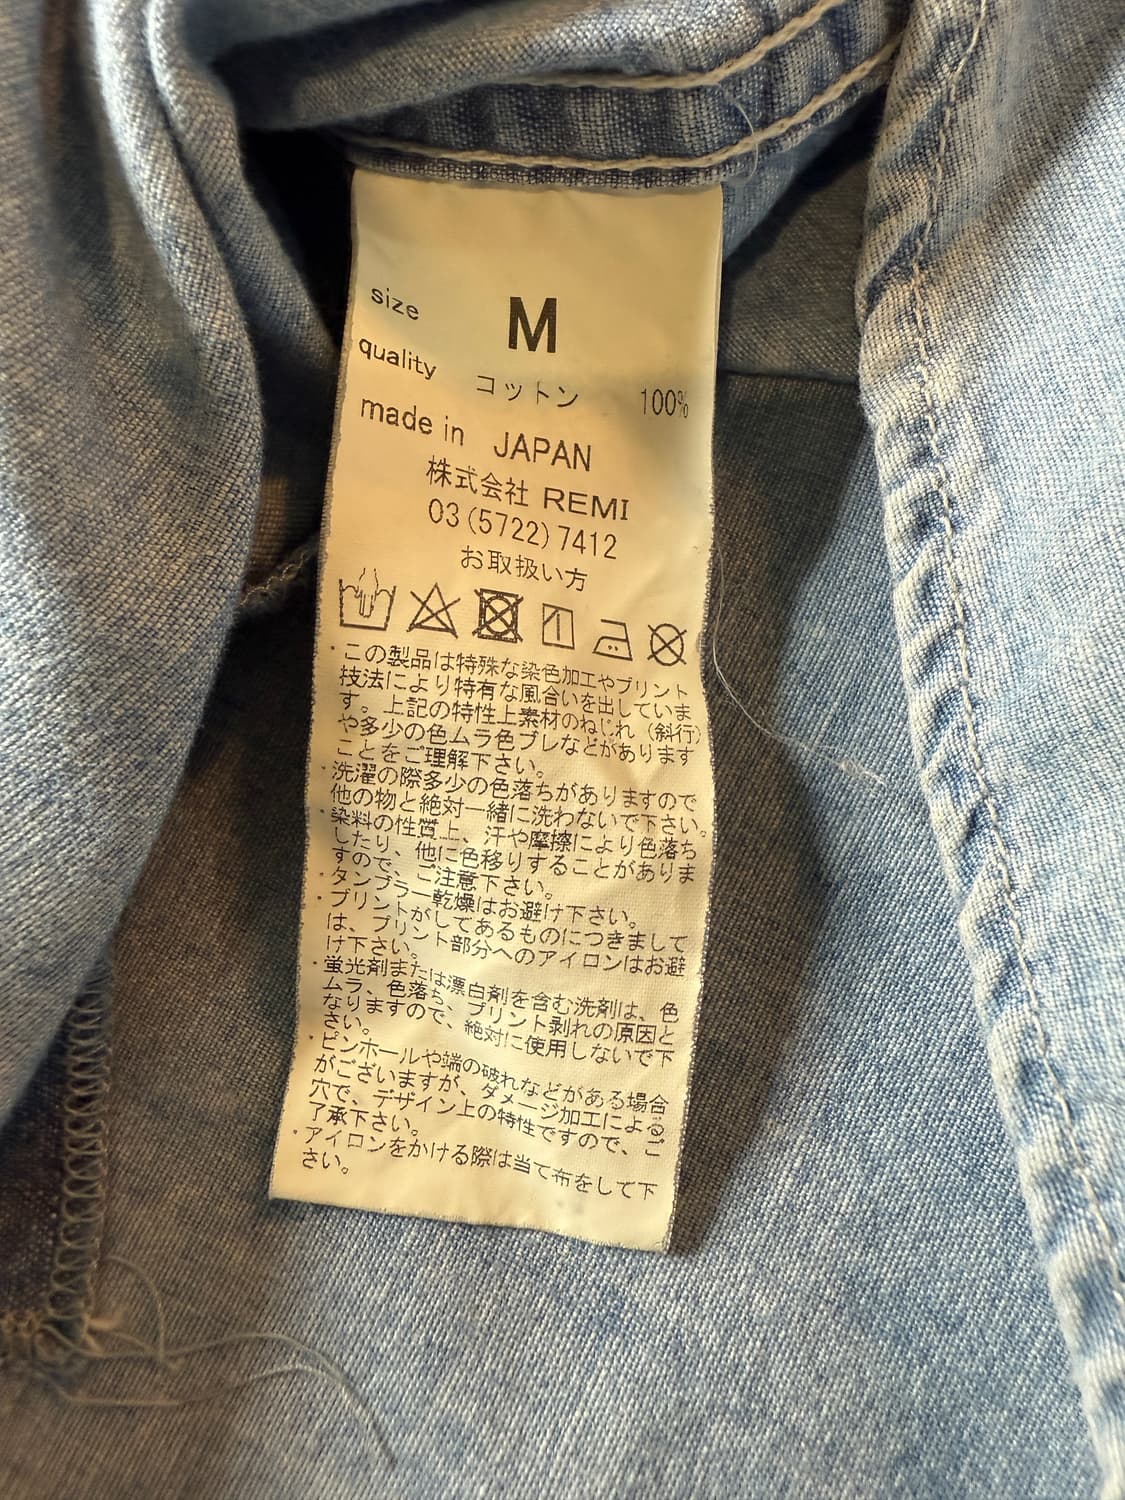 size M
quality コットン 100%
made in JAPAN
株式会社 REMI
03(5722)7412
お取扱い方
・この製品は特殊な染色加工やプリント
技法により特有な風合いを出していま
す。上記の特性上素材のねじれ（斜行）
や多少の色ムラ色ブレなどがあります
ことをご理解下さい。
・洗濯の際多少の色落ちがありますので
他の物と絶対一緒に洗わないで下さい。
・染料の性質上、汗や摩擦により色落ち
したり、他に色移りすることがありま
すので、ご注意下さい。
・タンブラー乾燥はお避け下さい。
・プリントがしてあるものにつきまして
は、プリント部分へのアイロンはお避
け下さい。
・蛍光剤または漂白剤を含む洗剤は、色
ムラ、色落ち、プリント剥れの原因と
なりますので、絶対に使用しないで下
さい。
・ピンホールや端の破れなどがある場合
がございますが、ダメージ加工による
穴で、デザイン上の特性ですので、ご
了承下さい。
・アイロンをかける際は当て布をして下
さい。